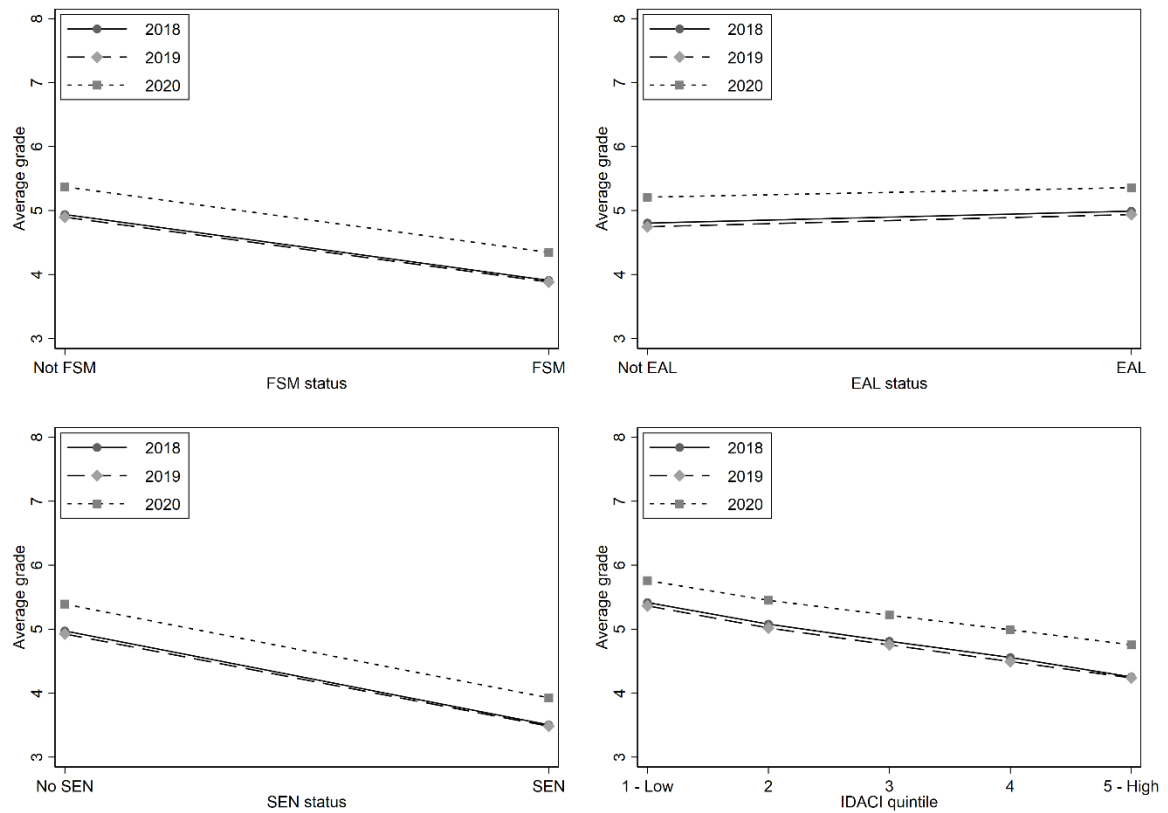 2018
2019
2020
Average grade
8
7
6
5
4
3
Not FSM
FSM
FSM status
2018
2019
2020
Average grade
8
7
6
5
4
3
Not EAL
EAL
EAL status
2018
2019
2020
Average grade
8
7
6
5
4
3
No SEN
SEN
SEN status
2018
2019
2020
Average grade
8
7
6
5
4
3
1 - Low
2
3
4
5 - High
IDACI quintile